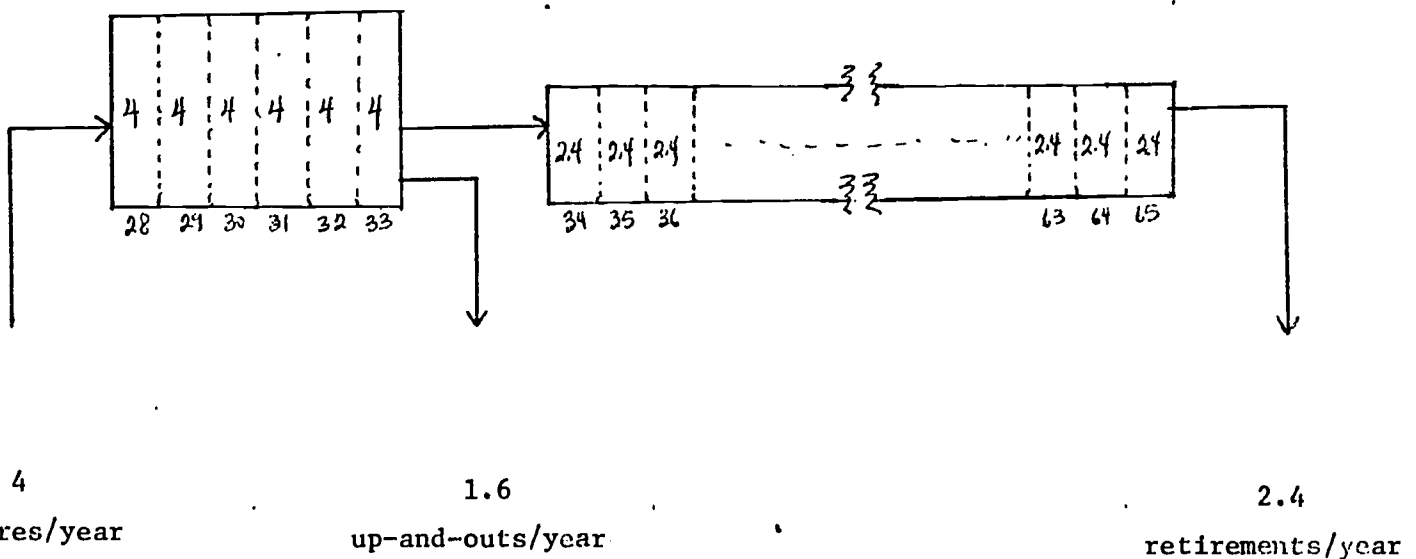 4 4 4 4 4 4
28 29 30 31 32 33
2.4 2.4 2.4 2.4 2.4 2.4
34 35 36 63 64 65
4
res/year
1.6
up-and-outs/year
2.4
retirements/year